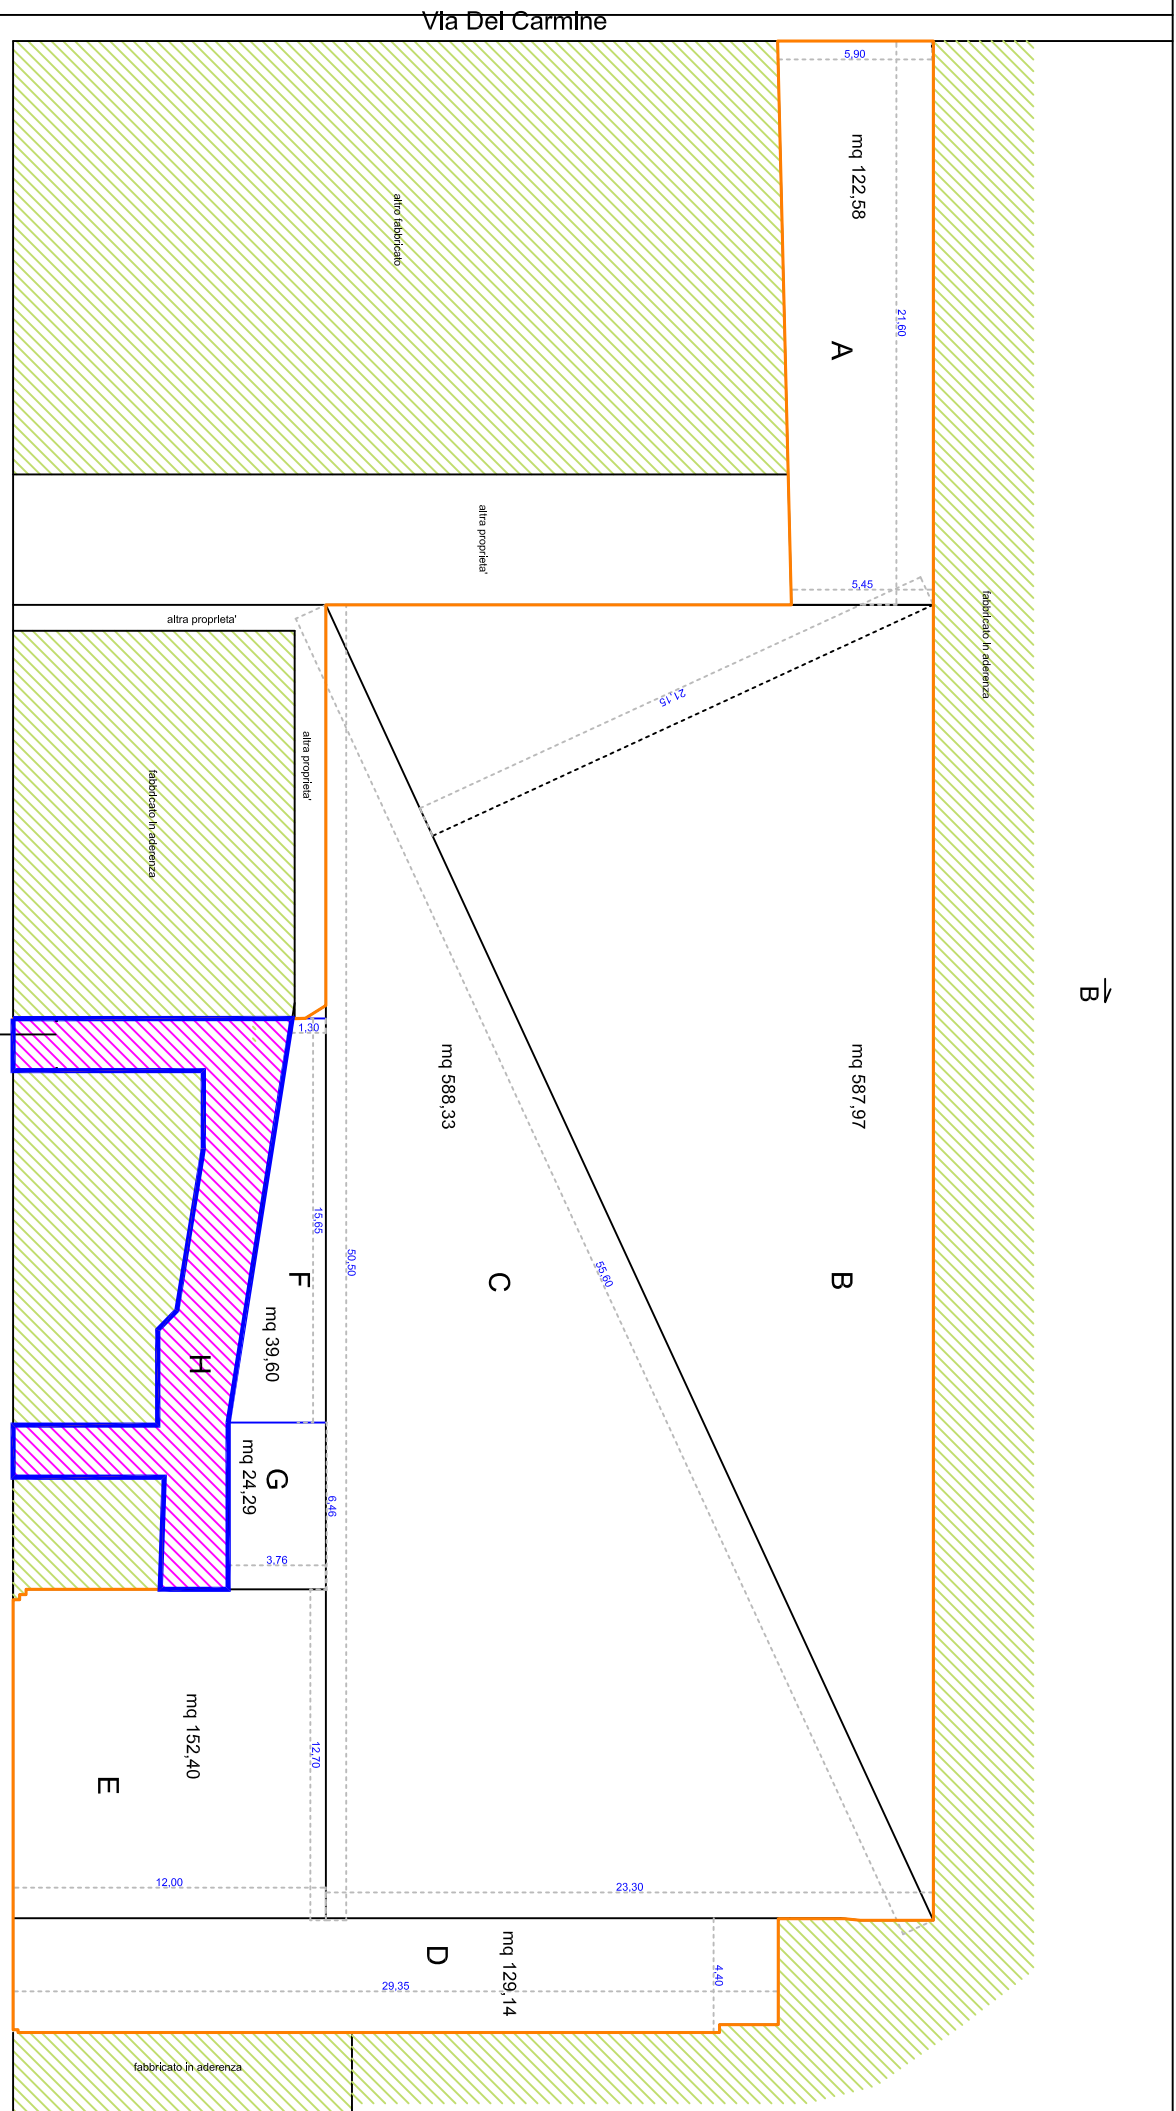 Via Del Carmine
5,90
mq 122,58
altro fabbricato
21,60
A
altra proprieta'
5,45
fabbricato in aderenza
altra proprieta'
21,15
altra proprieta'
fabbricato in aderenza
B
1,30
mq 588,33
mq 587,97
15,65
50,50
55,60
F
C
B
mq 39,60
H
G
mq 24,29
6,46
3,76
mq 152,40
12,70
E
12,00
23,30
D
mq 129,14
4,40
29,35
fabbricato in aderenza